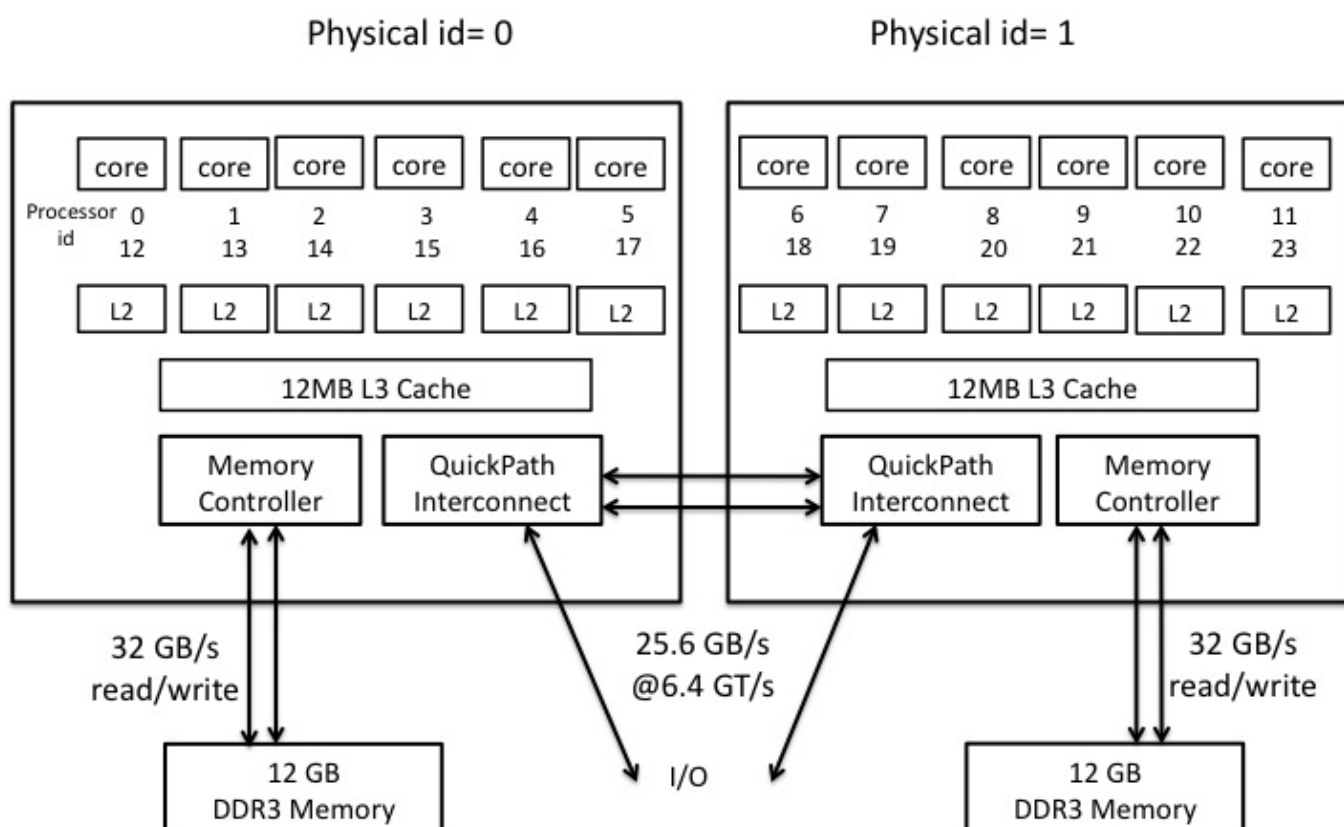 Physical id= 0 Physical id= 1
core core core core core core core core core core core core
Processor 0 1 2 3 4 5 6 7 8 9 10 11
id 12 13 14 15 16 17 18 19 20 21 22 23
L2 L2 L2 L2 L2 L2 L2 L2 L2 L2 L2 L2
12MB L3 Cache 12MB L3 Cache
Memory QuickPath QuickPath Memory
Controller Interconnect Interconnect Controller
32 GB/s 25.6 GB/s 32 GB/s
read/write @6.4 GT/s read/write
12 GB I/O 12 GB
DDR3 Memory DDR3 Memory